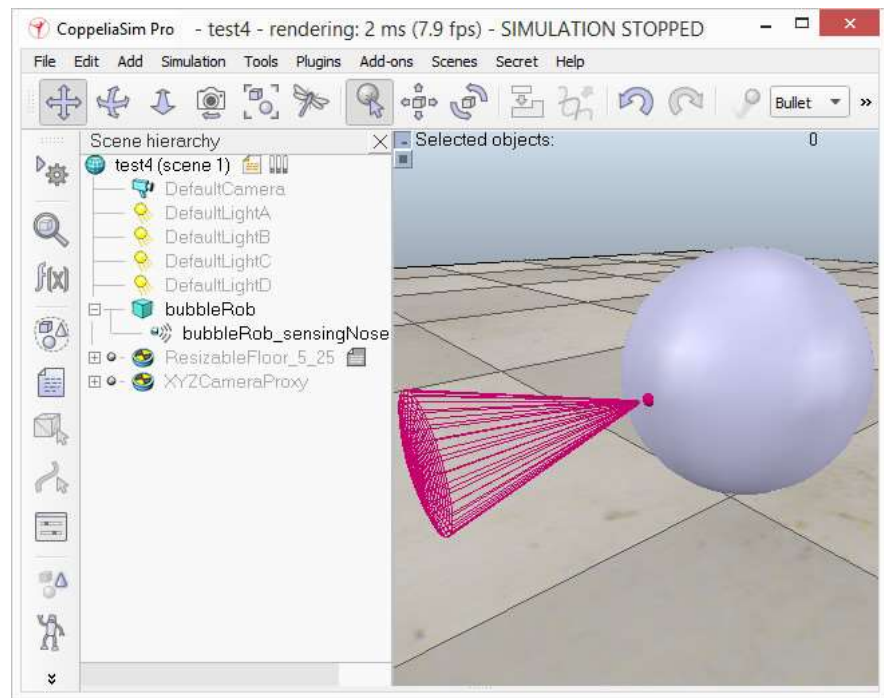 CoppeliaSim Pro - test4 - rendering: 2 ms (7.9 fps) - SIMULATION STOPPED
File Edit Add Simulation Tools Plugins Add-ons Scenes Secret Help
Bullet
Scene hierarchy
Selected objects: 0
test4 (scene 1)
DefaultCamera
DefaultLightA
DefaultLightB
DefaultLightC
DefaultLightD
bubbleRob
bubbleRob_sensingNose
ResizableFloor_5_25
XYZCameraProxy
f(x)